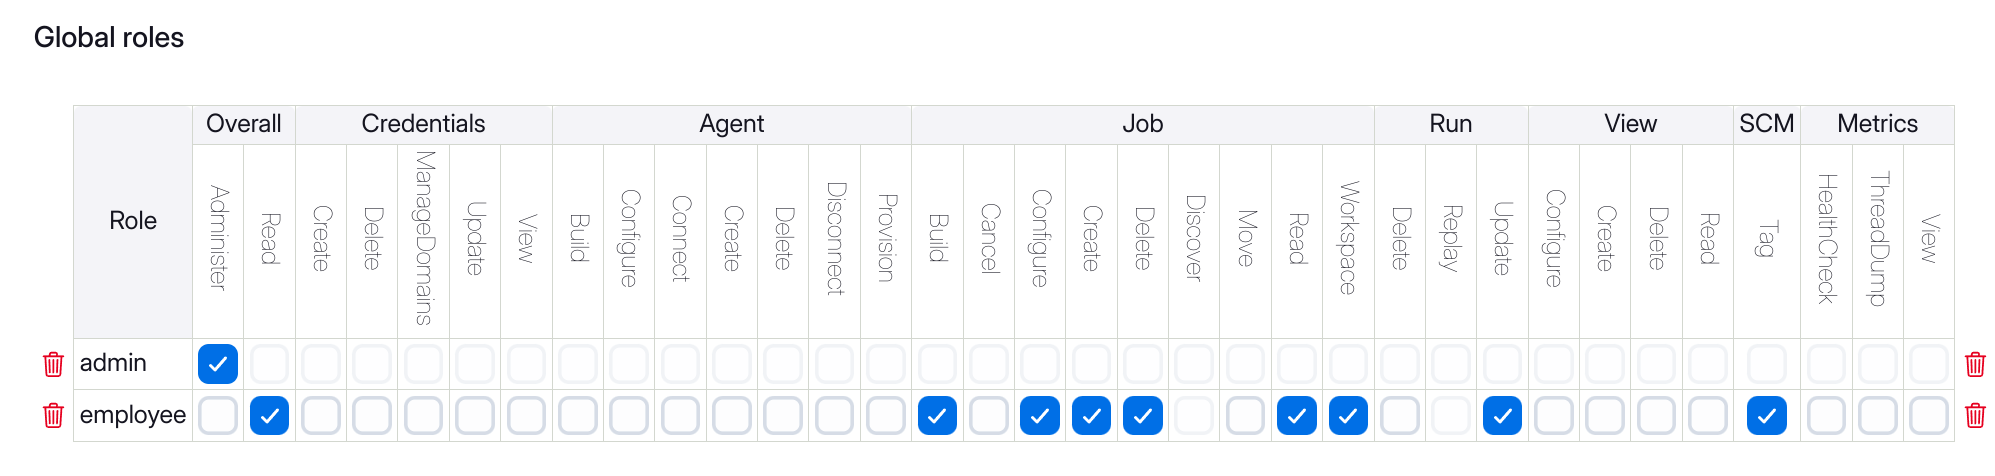 Global roles
Role Overall Credentials Agent Job Run View SCM Metrics
Administer Read Create Delete ManageDomains Update View Build Configure Connect Create Delete Disconnect Provision Build Cancel Configure Create Delete Discover Move Read Workspace Delete Replay Update Configure Create Delete Read Tag HealthCheck ThreadDump View
admin
employee